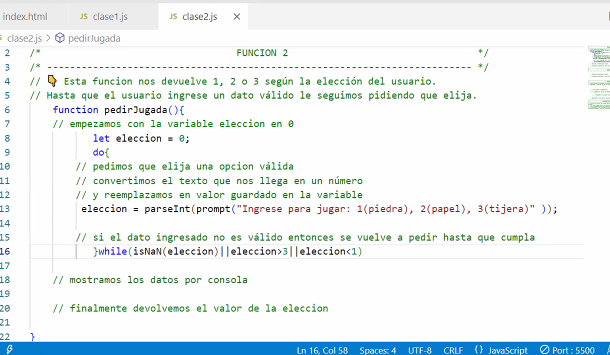 index.html JS clase1.js JS clase2.js ×
clase2.js > pedirJugada
2 /* FUNCION 2 */
3 /* ---------------------------------------------------------------------- */
4 // 👇 Esta funcion nos devuelve 1, 2 o 3 según la elección del usuario.
5 // Hasta que el usuario ingrese un dato válido le seguimos pidiendo que elija.
6 function pedirJugada(){
7 // empezamos con la variable eleccion en 0
8 let eleccion = 0;
9 do{
10 // pedimos que elija una opcion válida
11 // convertimos el texto que nos llega en un número
12 // y reemplazamos en valor guardado en la variable
13 eleccion = parseInt(prompt("Ingrese para jugar: 1(piedra), 2(papel), 3(tijera)" ));
14
15 // si el dato ingresado no es válido entonces se vuelve a pedir hasta que cumpla
16 }while(isNaN(eleccion)||eleccion>3||eleccion<1)
17
18 // mostramos los datos por consola
19
20 // finalmente devolvemos el valor de la eleccion
21
22 }
Ln 16, Col 58 Spaces: 4 UTF-8 CRLF {} JavaScript Port : 5500